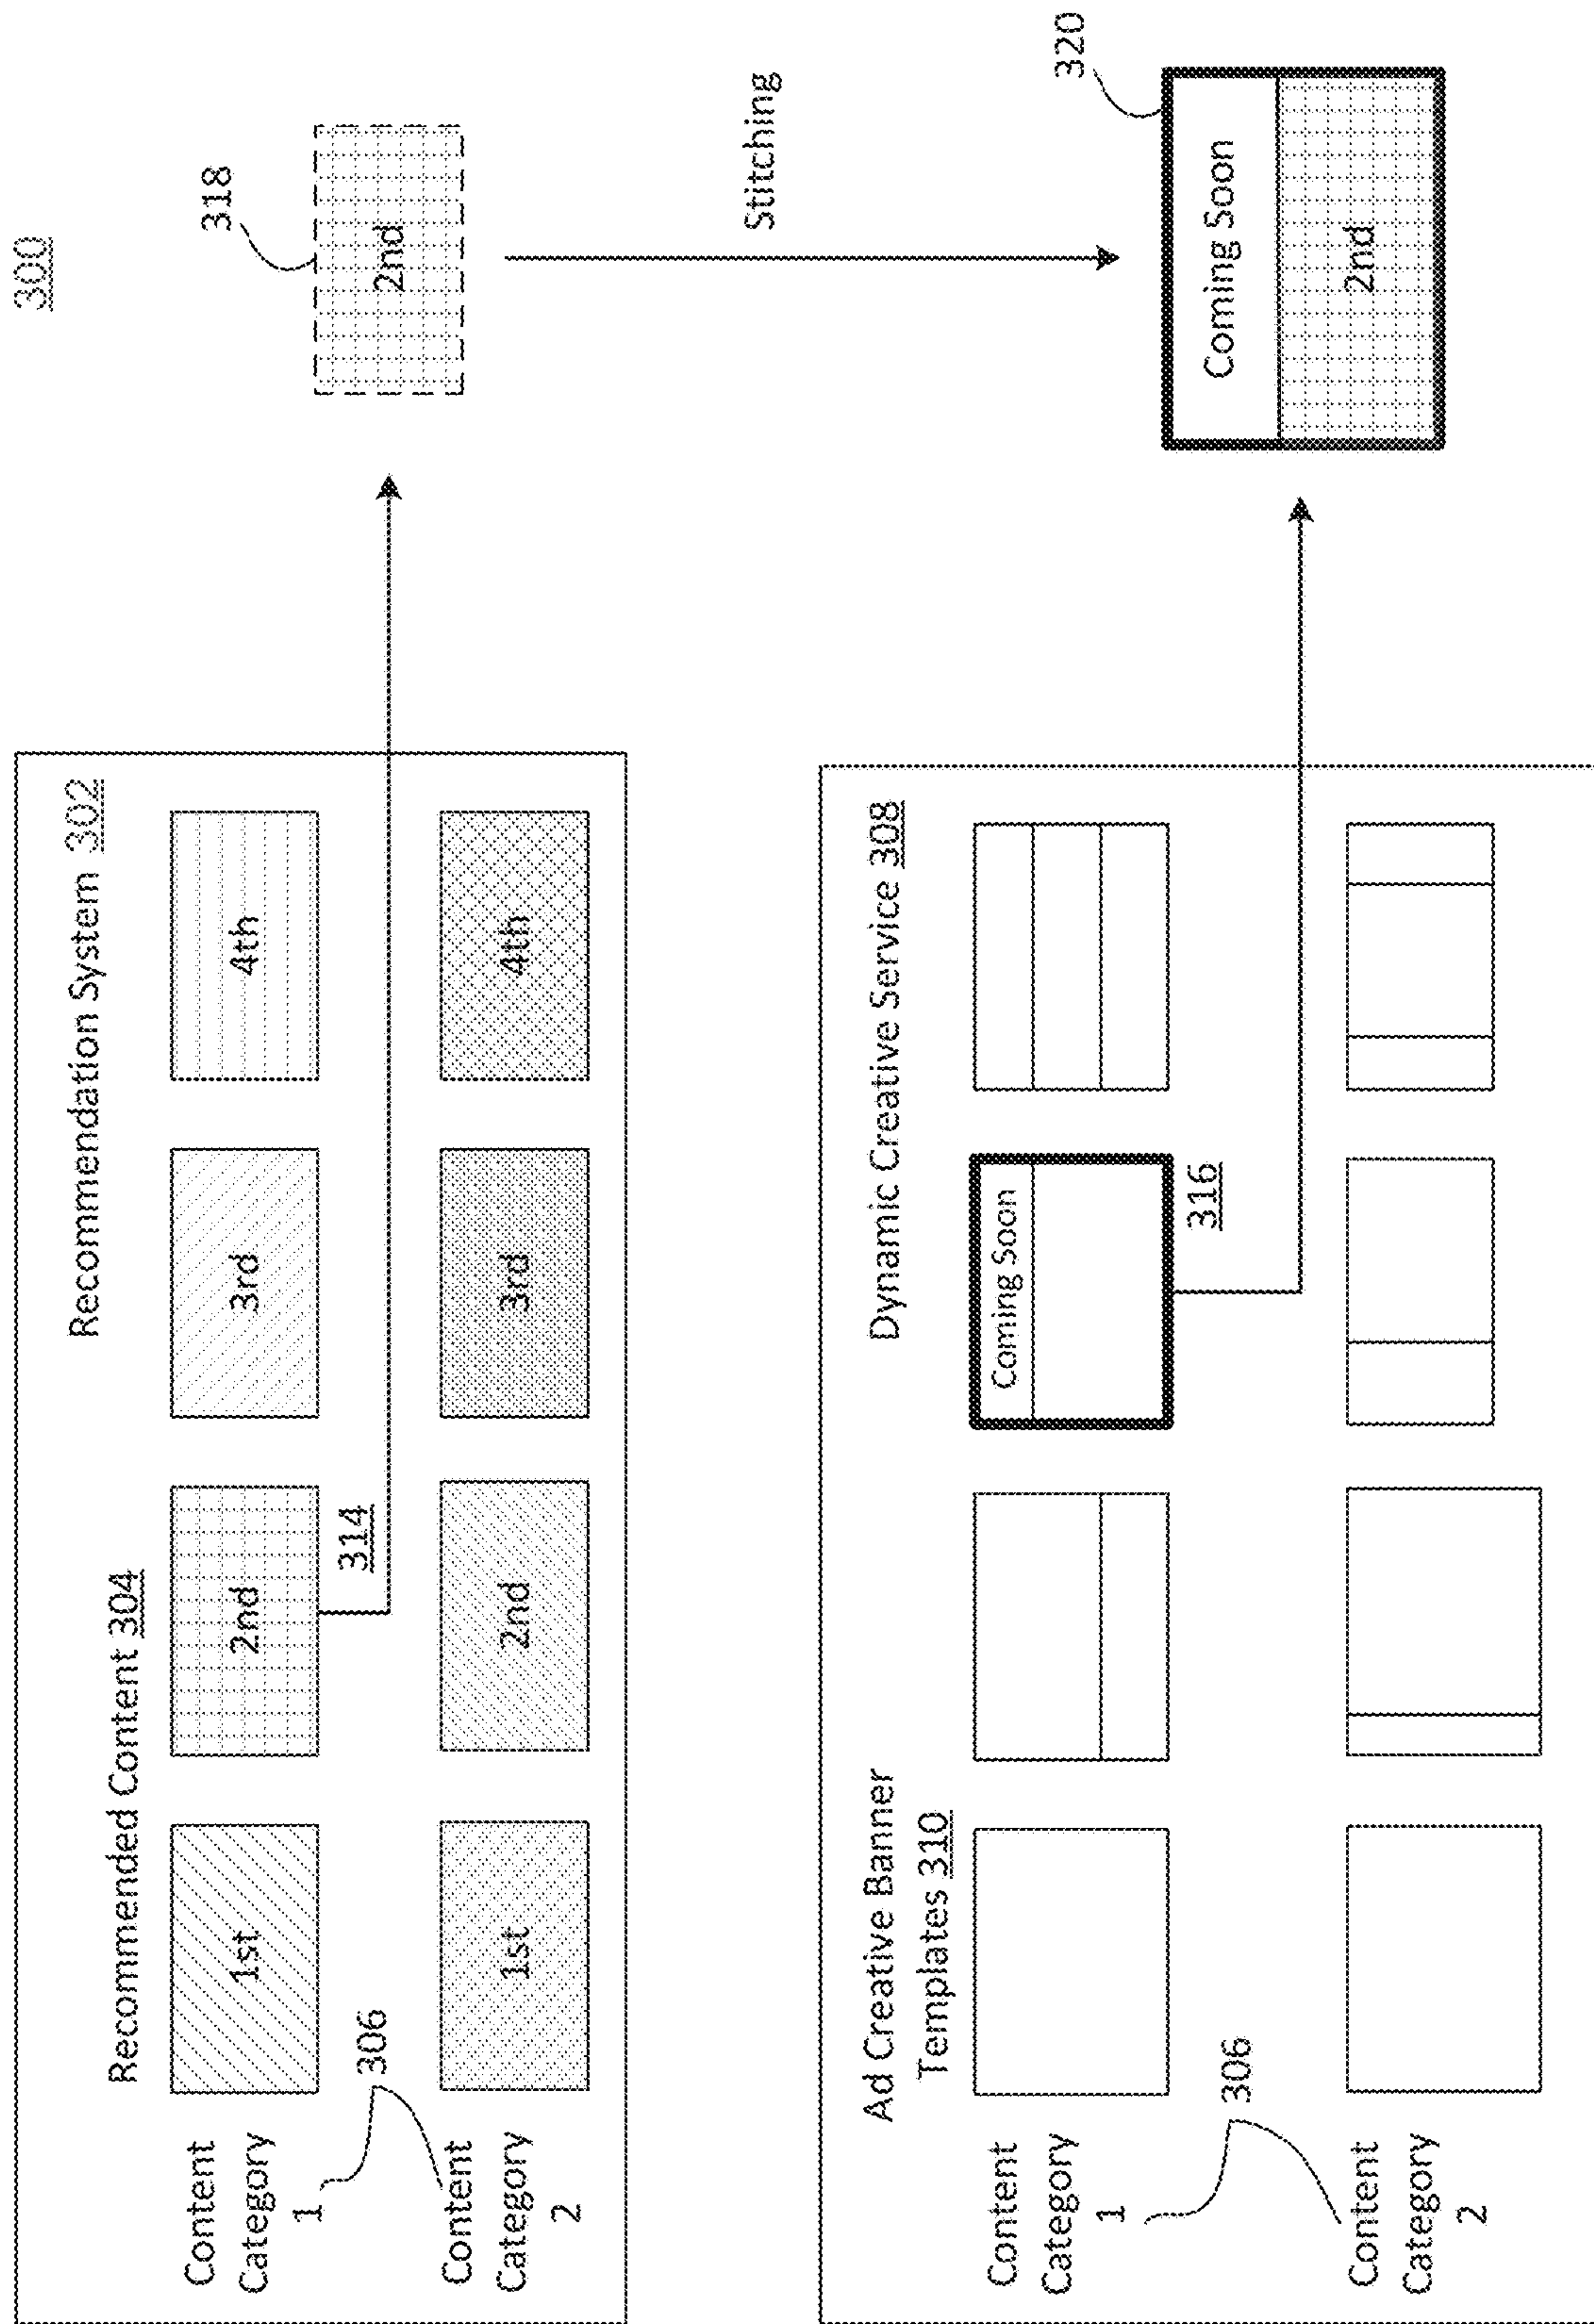 300
Recommendation System 302
Recommended Content 304
Content
Category
1
1st
2nd
3rd
4th
314
306
Content
Category
2
1st
2nd
3rd
4th
318
2nd
Stitching
Dynamic Creative Service 308
Ad Creative Banner
Templates 310
Content
Category
1
Coming Soon
316
306
Content
Category
2
320
Coming Soon
2nd